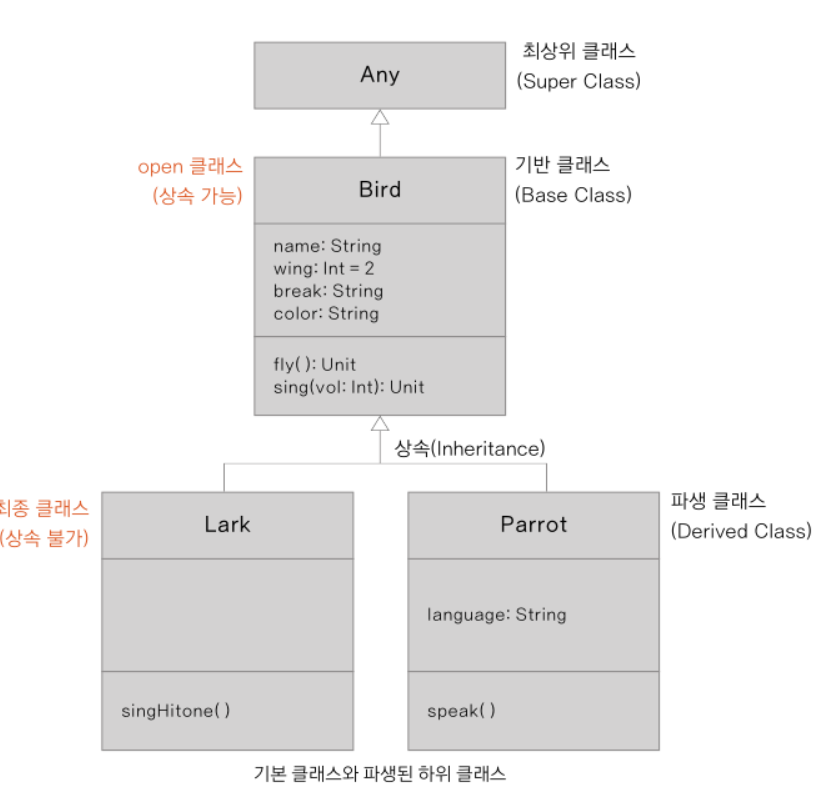 Any
최상위 클래스
(Super Class)
open 클래스
(상속 가능)
Bird
기반 클래스
(Base Class)
name: String
wing: Int = 2
break: String
color: String
fly( ): Unit
sing(vol: Int): Unit
상속(Inheritance)
최종 클래스
(상속 불가)
Lark
singHitone( )
Parrot
파생 클래스
(Derived Class)
language: String
speak( )
기본 클래스와 파생된 하위 클래스